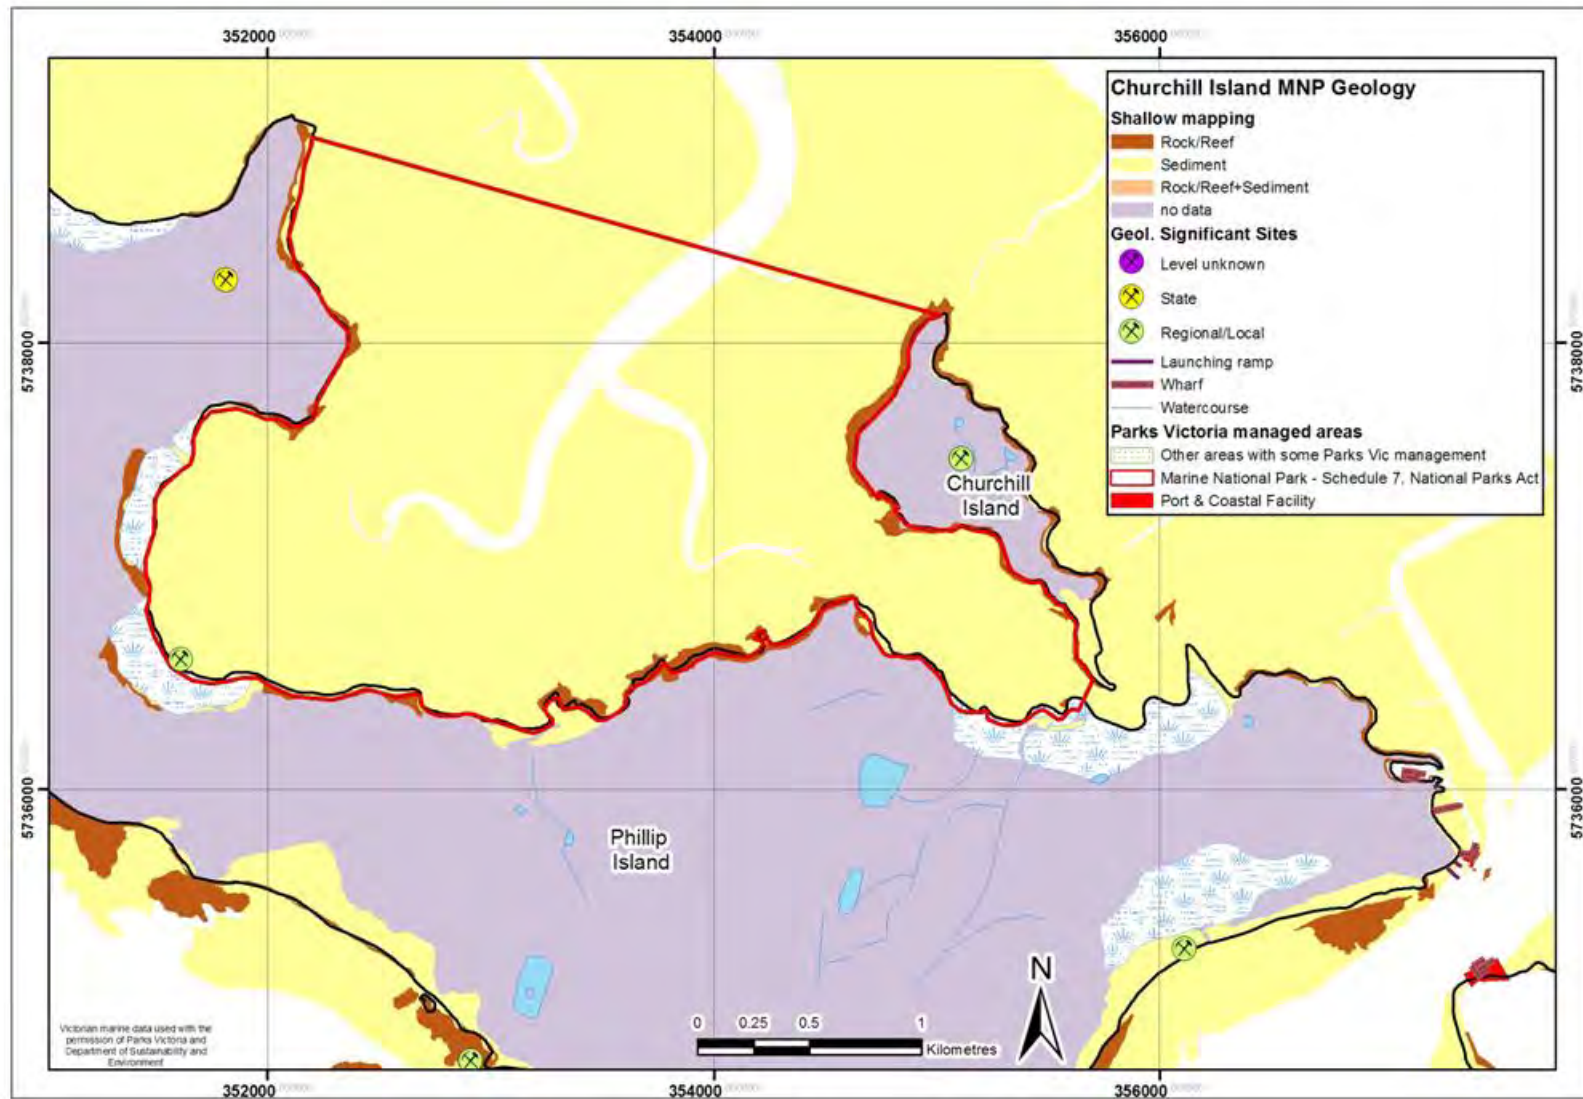 352000
354000
356000
Churchill Island MNP Geology
Shallow mapping
Rock/Reef
Sediment
Rock/Reef+Sediment
no data
Geol. Significant Sites
Level unknown
State
Regional/Local
Launching ramp
Wharf
Watercourse
Parks Victoria managed areas
Other areas with some Parks Vic management
Marine National Park - Schedule 7, National Parks Act
Port & Coastal Facility
5738000
5738000
Churchill
Island
5736000
5736000
Phillip
Island
N
0 0.25 0.5 1
Kilometres
Victorian marine data used with the
permission of Parks Victoria and
Department of Sustainability and
Environment
352000
354000
356000